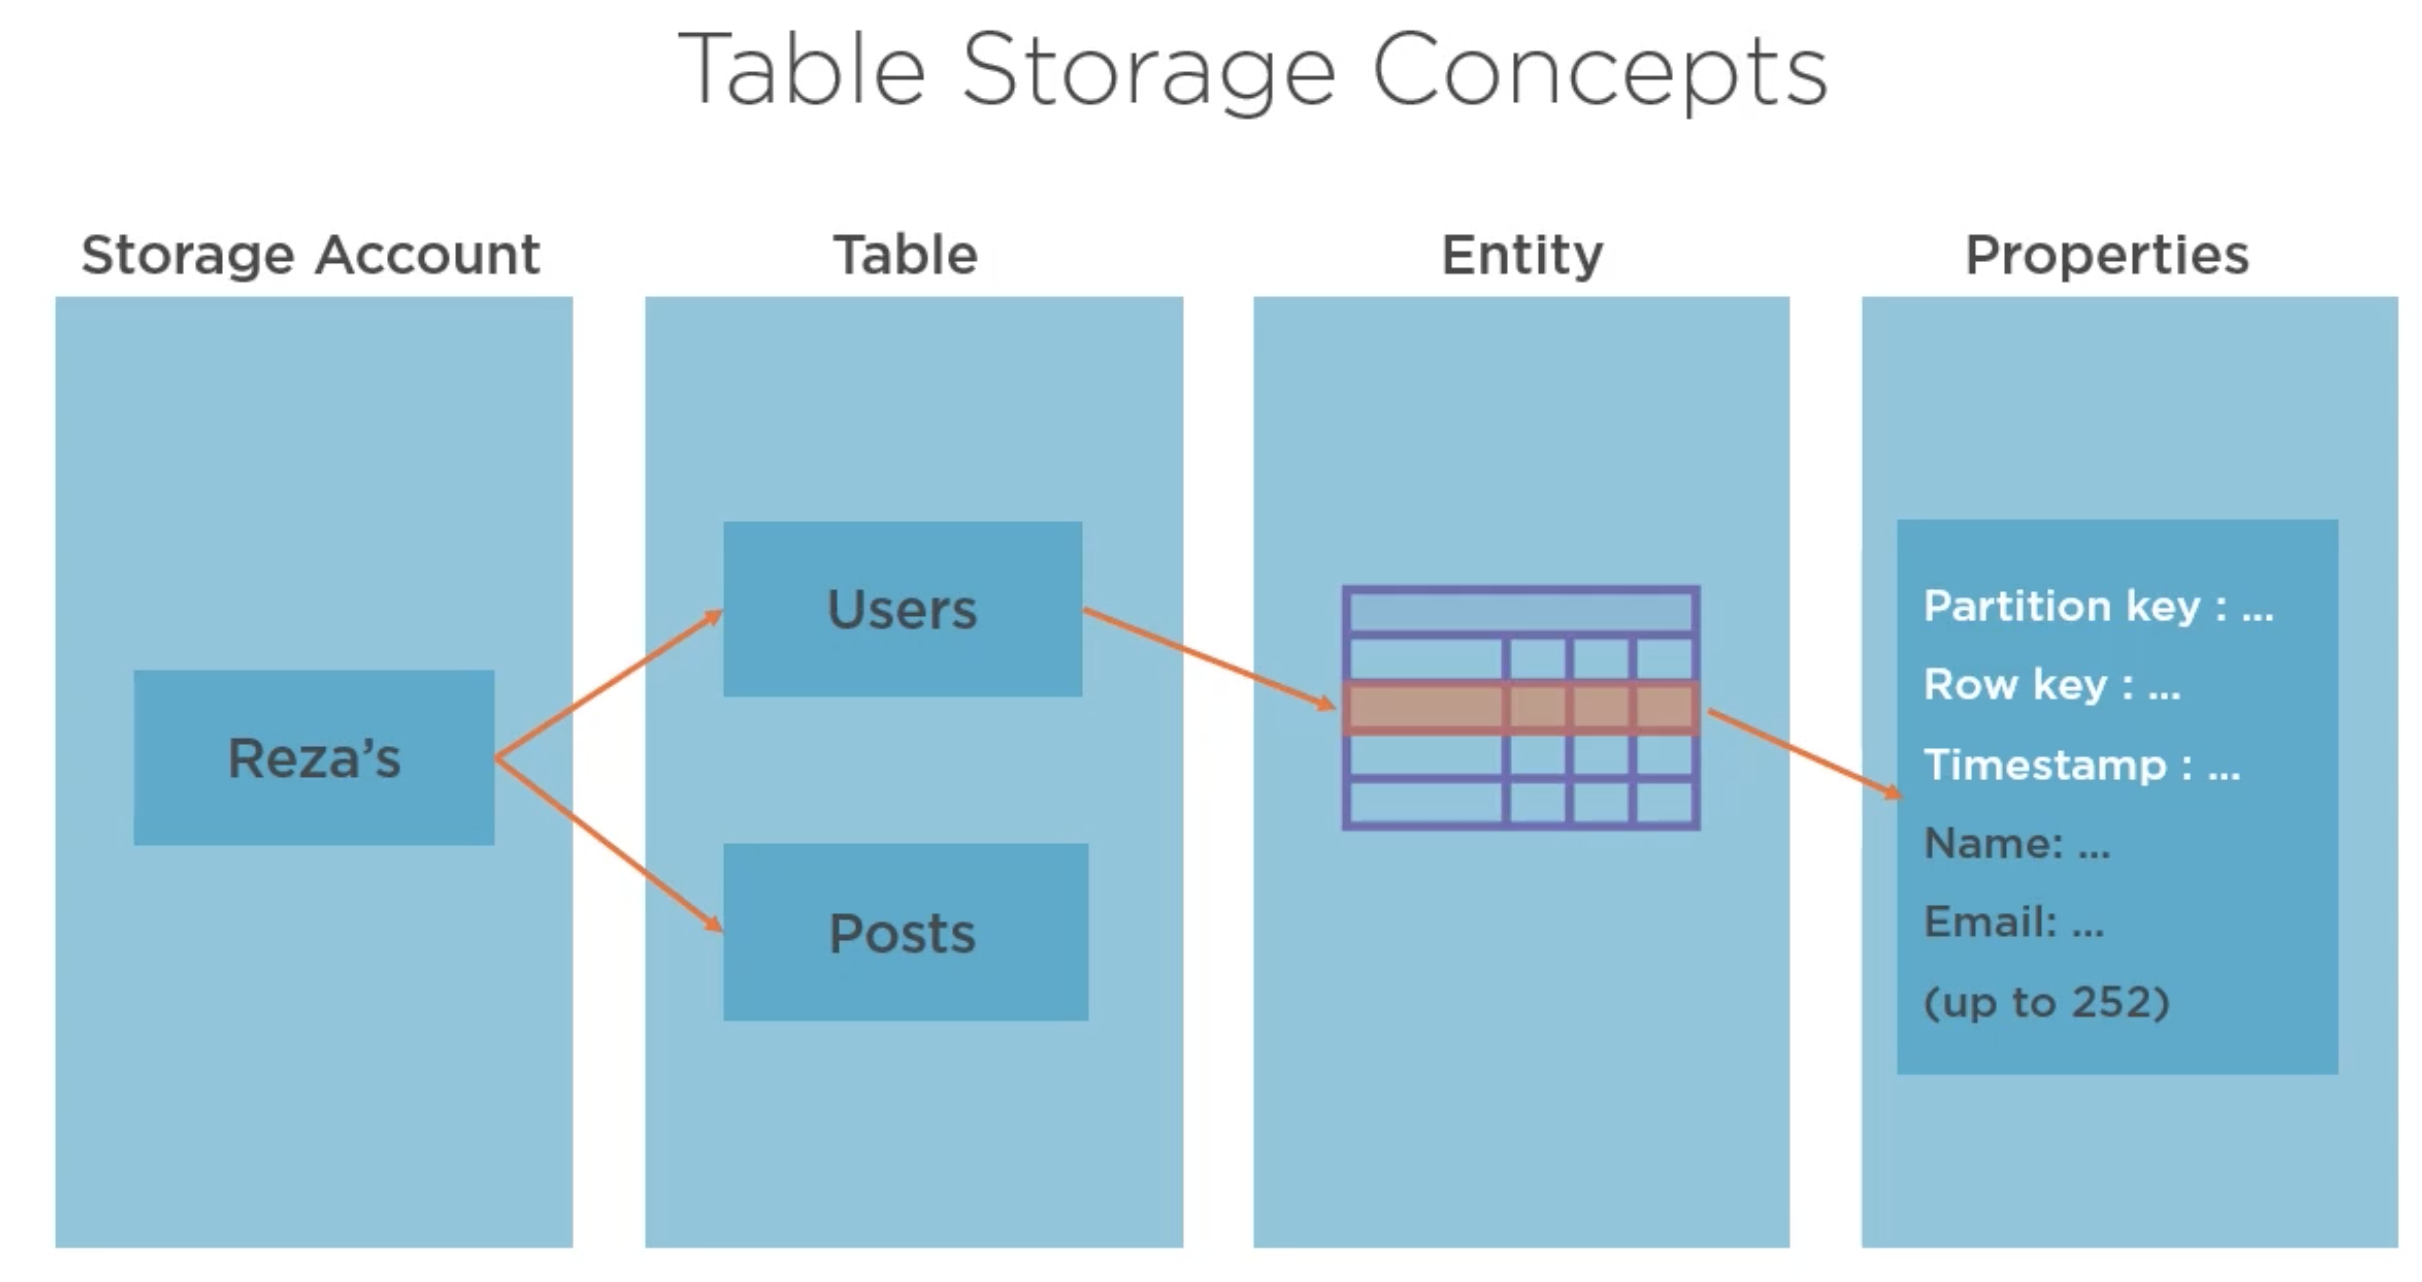 Table Storage Concepts
Storage Account
Table
Entity
Properties
Reza’s
Users
Posts
Partition key : ...
Row key : ...
Timestamp : ...
Name: ...
Email: ...
(up to 252)